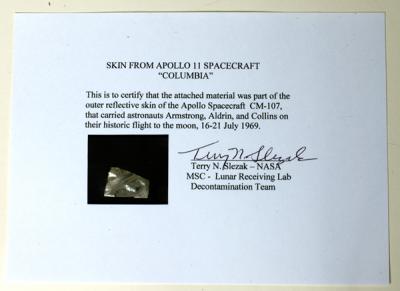 SKIN FROM APOLLO 11 SPACECRAFT
"COLUMBIA"
This is to certify that the attached material was part of the
outer reflective skin of the Apollo Spacecraft CM-107,
that carried astronauts Armstrong, Aldrin, and Collins on
their historic flight to the moon, 16-21 July 1969.
Terry N. Slezak
Terry N. Slezak – NASA
MSC - Lunar Receiving Lab
Decontamination Team